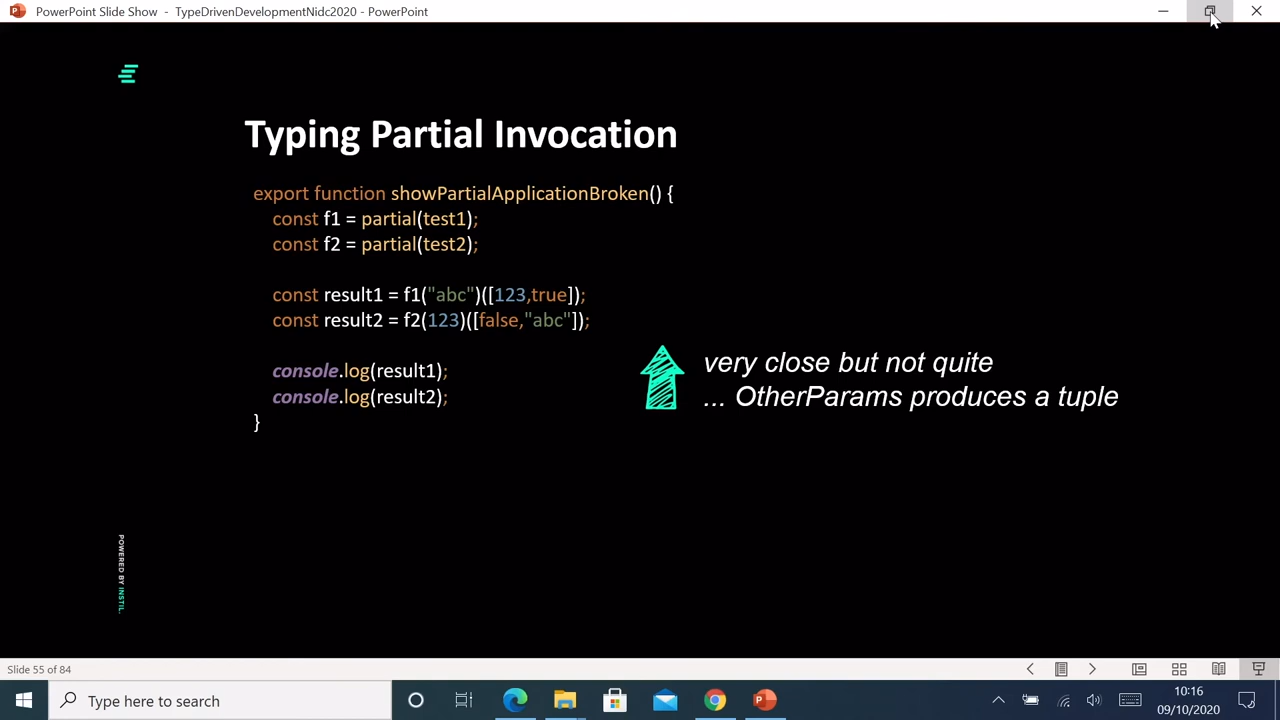 PowerPoint Slide Show - TypeDrivenDevelopmentNidc2020 - PowerPoint
Typing Partial Invocation
export function showPartialApplicationBroken() {
const f1 = partial(test1);
const f2 = partial(test2);
const result1 = f1("abc")([123,true]);
const result2 = f2(123)([false,"abc"]);
console.log(result1);
console.log(result2);
}
very close but not quite
... OtherParams produces a tuple
POWERED BY INSTIL.
Slide 55 of 84
Type here to search
10:16
09/10/2020